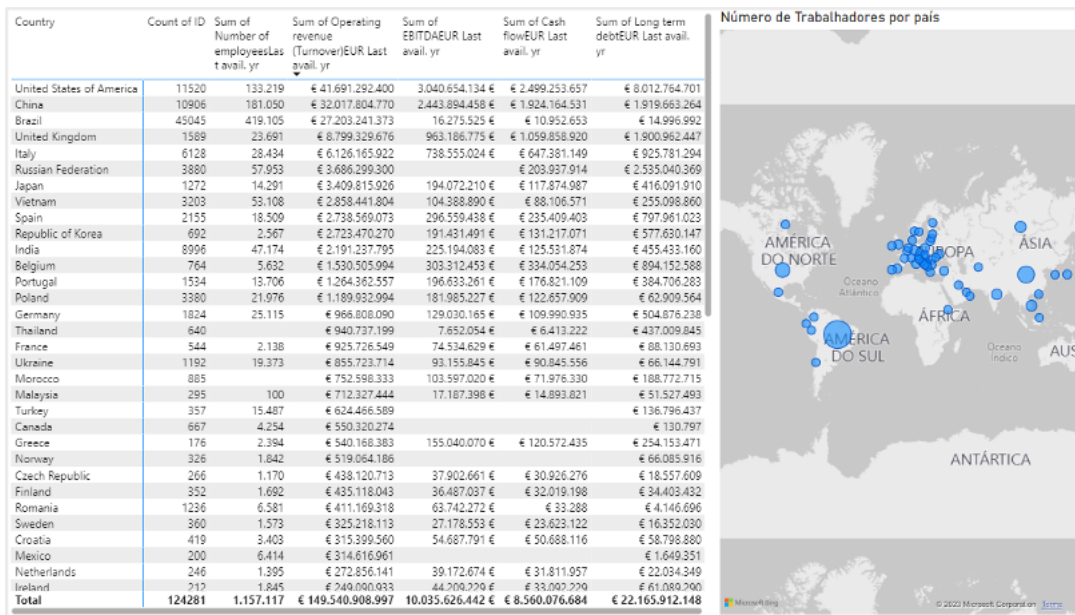 Country Count of ID Sum of Number of employeesLast avail. yr Sum of Operating revenue (Turnover)EUR Last avail. yr Sum of EBITDAEUR Last avail. yr Sum of Cash flowEUR Last avail. yr Sum of Long term debtEUR Last avail. yr
United States of America 11520 133.219 € 41.691.292.400 3.040.654.134 € € 2.499.253.657 € 8.012.764.701
China 10906 181.050 € 32.017.804.770 2.443.894.458 € € 1.924.164.531 € 1.919.663.264
Brazil 45045 419.105 € 27.203.241.373 16.275.525 € € 10.952.653 € 14.996.992
United Kingdom 1589 23.691 € 8.799.329.676 963.186.775 € € 1.059.858.920 € 1.900.962.447
Italy 6128 28.434 € 6.126.165.922 738.555.024 € € 647.381.149 € 925.781.294
Russian Federation 3880 57.953 € 3.686.299.300 € 203.937.914 € 2.535.040.369
Japan 1272 14.291 € 3.409.815.926 194.072.210 € € 117.874.987 € 416.091.910
Vietnam 3203 53.108 € 2.858.441.804 104.388.890 € € 88.106.571 € 255.098.860
Spain 2155 18.509 € 2.738.569.073 296.559.438 € € 235.409.403 € 797.961.023
Republic of Korea 692 2.567 € 2.723.470.270 191.431.491 € € 131.217.071 € 577.630.147
India 8996 47.174 € 2.191.237.795 225.194.083 € € 125.531.874 € 455.433.160
Belgium 764 5.632 € 1.530.505.994 303.312.453 € € 334.054.253 € 894.152.588
Portugal 1534 13.706 € 1.264.362.557 196.633.261 € € 176.821.109 € 384.706.283
Poland 3380 21.976 € 1.189.932.994 181.985.227 € € 122.657.909 € 62.909.564
Germany 1824 25.115 € 966.808.090 129.030.165 € € 109.990.935 € 504.876.238
Thailand 640 € 940.737.199 7.652.054 € € 6.413.222 € 437.009.845
France 544 2.138 € 925.726.549 74.534.629 € € 61.497.461 € 88.130.693
Ukraine 1192 19.373 € 855.723.714 93.155.845 € € 90.845.556 € 66.144.791
Morocco 885 € 752.598.333 103.597.020 € € 71.976.330 € 188.772.715
Malaysia 295 100 € 712.327.444 17.187.398 € € 14.893.821 € 51.527.493
Turkey 357 15.487 € 624.466.589 € 136.796.437
Canada 667 4.254 € 550.320.274 € 130.797
Greece 176 2.394 € 540.168.383 155.040.070 € € 120.572.435 € 254.153.471
Norway 326 1.842 € 519.064.186 € 66.085.916
Czech Republic 266 1.170 € 438.120.713 37.902.661 € € 30.926.276 € 18.557.609
Finland 352 1.692 € 435.118.043 36.487.037 € € 32.019.198 € 34.403.432
Romania 1236 6.581 € 411.169.318 63.742.272 € € 33.288 € 4.146.696
Sweden 360 1.573 € 325.218.113 27.178.553 € € 23.623.122 € 16.352.030
Croatia 419 3.403 € 315.399.560 54.687.791 € € 50.688.116 € 58.798.880
Mexico 200 6.414 € 314.616.961 € 1.649.351
Netherlands 246 1.395 € 272.856.141 39.172.674 € € 31.811.957 € 22.034.349
Ireland 212 1.845 € 249.090.933 44.209.229 € € 33.092.229 € 61.089.290
Total 124281 1.157.117 € 149.540.908.997 10.035.626.442 € € 8.560.076.684 € 22.165.912.148
Número de Trabalhadores por país
AMÉRICA DO NORTE
ROPA
ÁSIA
Oceano Atlântico
ÁFRICA
AMÉRICA DO SUL
Oceano Índico
AUS
ANTÁRTICA
Microsoft Bing
© 2023 Microsoft Corporation Terms